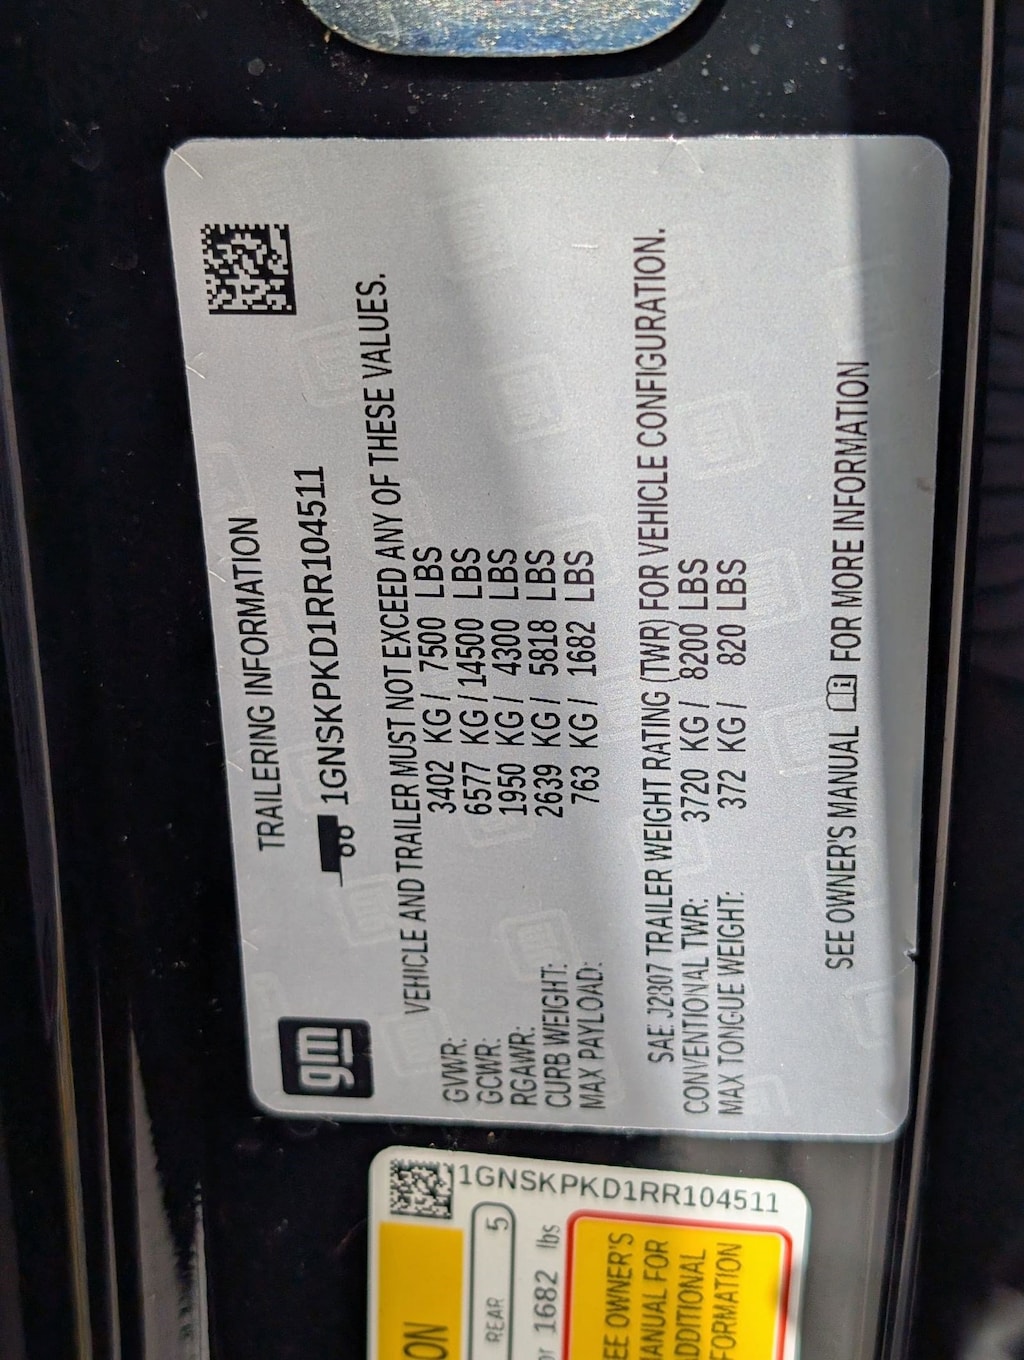 gm
TRAILERING INFORMATION
1GNSKPKD1RR104511
VEHICLE AND TRAILER MUST NOT EXCEED ANY OF THESE VALUES.
GVWR: 3402 KG / 7500 LBS
GCWR: 6577 KG / 14500 LBS
RGAWR: 1950 KG / 4300 LBS
CURB WEIGHT: 2639 KG / 5818 LBS
MAX PAYLOAD: 763 KG / 1682 LBS
SAE J2807 TRAILER WEIGHT RATING (TWR) FOR VEHICLE CONFIGURATION.
CONVENTIONAL TWR: 3720 KG / 8200 LBS
MAX TONGUE WEIGHT: 372 KG / 820 LBS
SEE OWNER'S MANUAL FOR MORE INFORMATION
1GNSKPKD1RR104511
ON
REAR 5
or 1682 lbs
EE OWNER'S
ANUAL FOR
ADDITIONAL
FORMATION